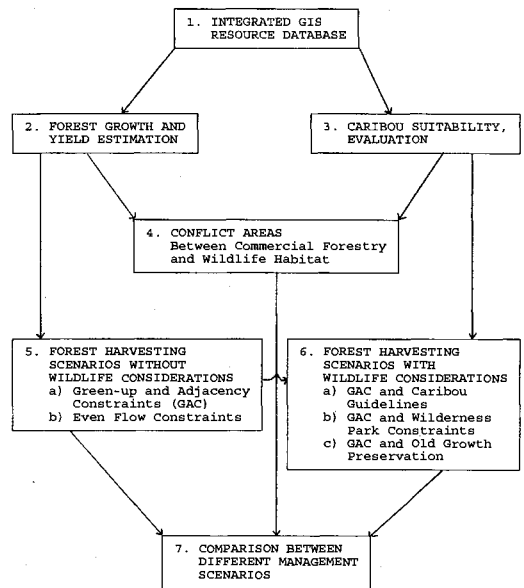 1. INTEGRATED GIS
RESOURCE DATABASE
2. FOREST GROWTH AND
YIELD ESTIMATION
3. CARIBOU SUITABILITY,
EVALUATION
4. CONFLICT AREAS
Between Commercial Forestry
and Wildlife Habitat
5. FOREST HARVESTING
SCENARIOS WITHOUT
WILDLIFE CONSIDERATIONS
a) Green-up and Adjacency
Constraints (GAC)
b) Even Flow Constraints
6. FOREST HARVESTING
SCENARIOS WITH
WILDLIFE CONSIDERATIONS
a) GAC and Caribou
Guidelines
b) GAC and Wilderness
Park Constraints
c) GAC and Old Growth
Preservation
7. COMPARISON BETWEEN
DIFFERENT MANAGEMENT
SCENARIOS